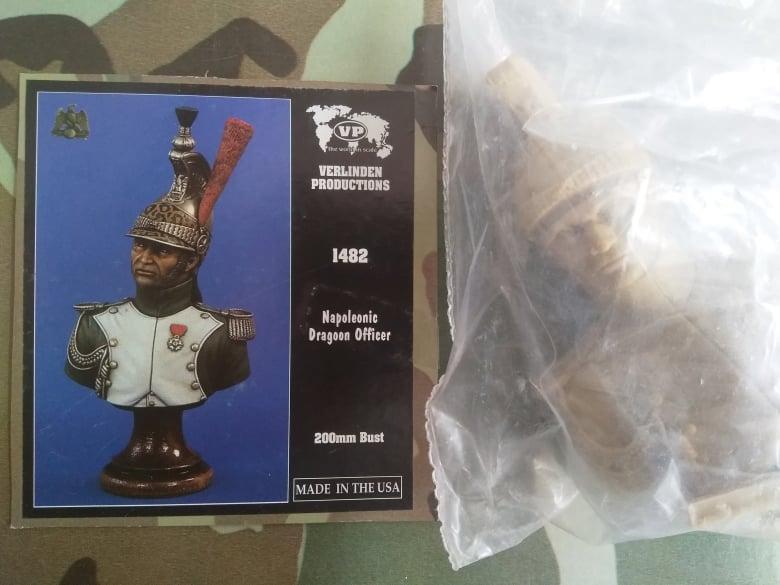 VP
The world in scale
VERLINDEN
PRODUCTIONS
1482
Napoleonic
Dragoon Officer
200mm Bust
MADE IN THE USA